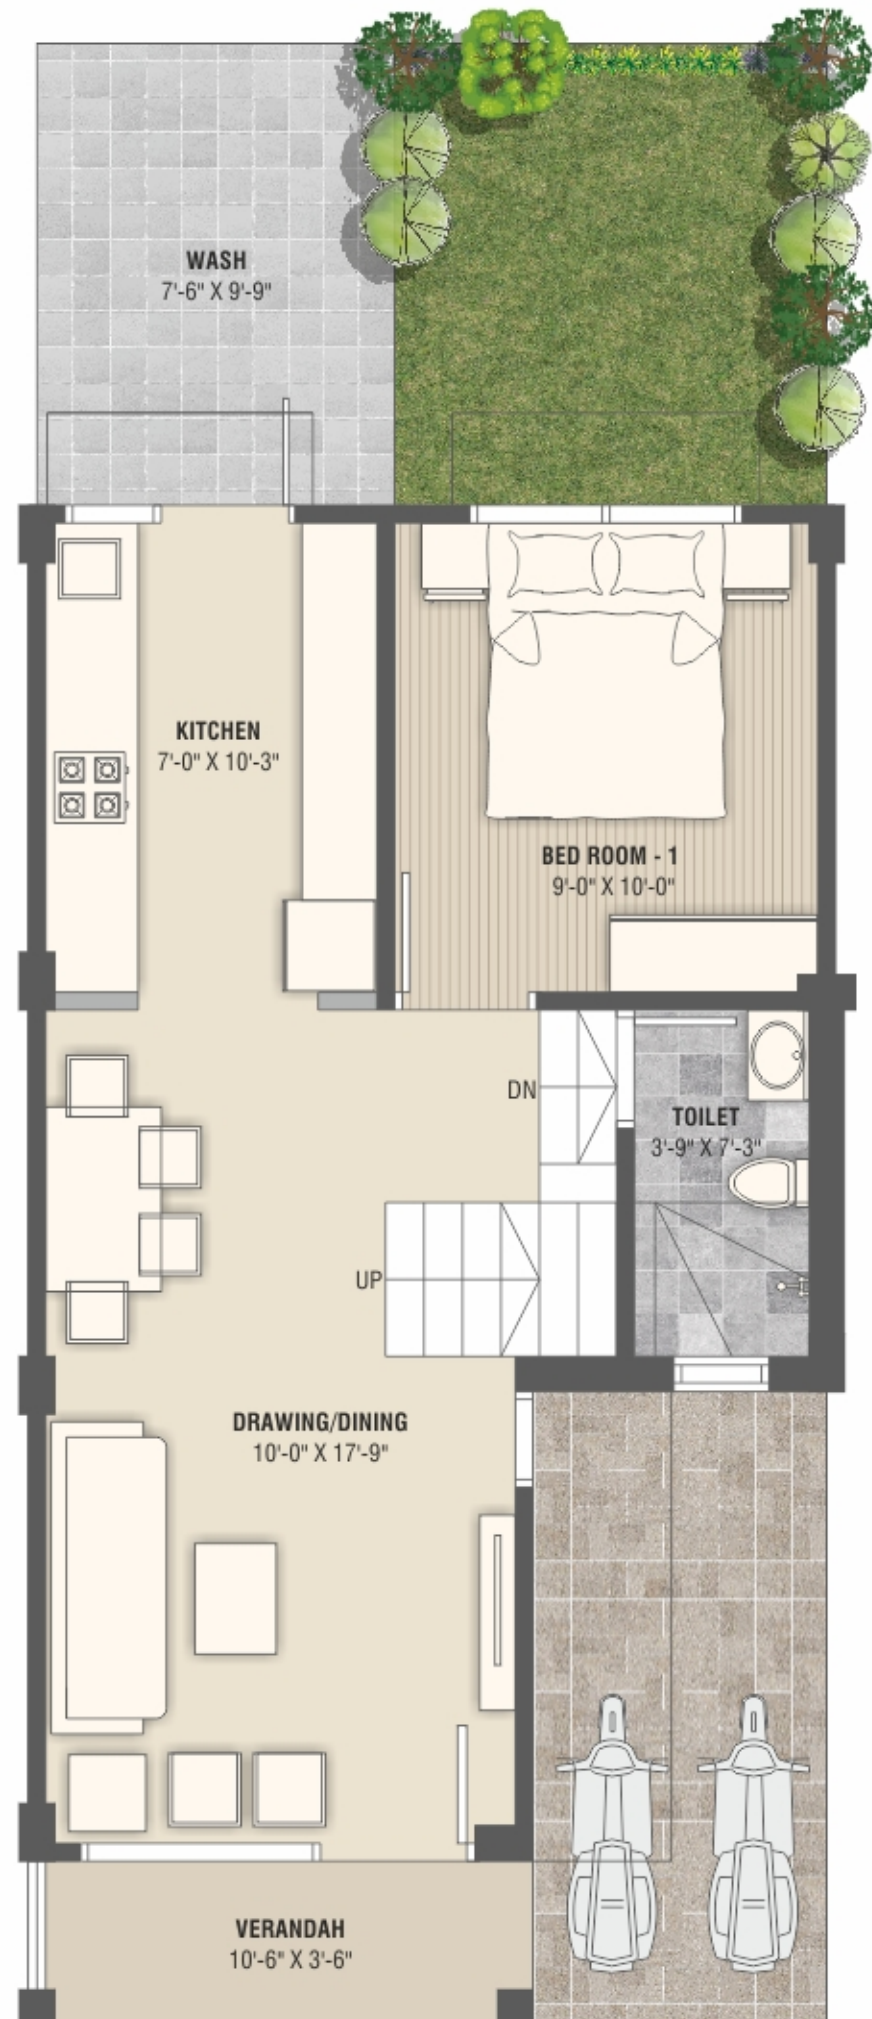 WASH
7'-6" X 9'-9"
KITCHEN
7'-0" X 10'-3"
BED ROOM - 1
9'-0" X 10'-0"
DN
TOILET
3'-9" X 7'-3"
UP
DRAWING/DINING
10'-0" X 17'-9"
VERANDAH
10'-6" X 3'-6"